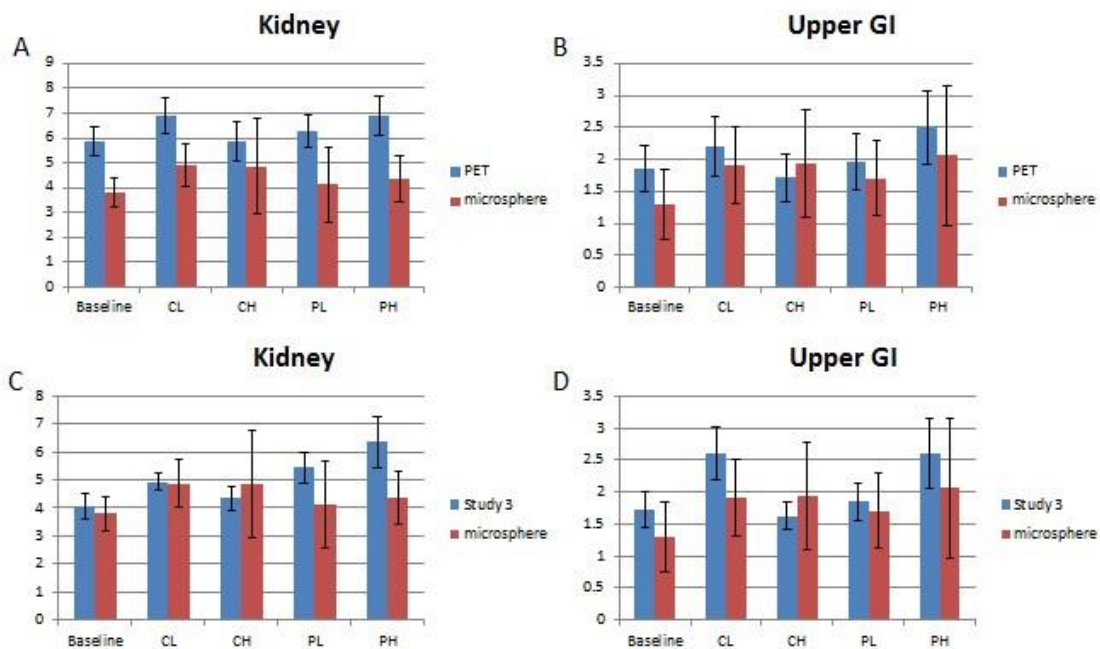 A
Kidney
9
8
7
6
5
4
3
2
1
0
Baseline CL CH PL PH
PET
microsphere
B
Upper GI
3.5
3
2.5
2
1.5
1
0.5
0
Baseline CL CH PL PH
PET
microsphere
C
Kidney
8
7
6
5
4
3
2
1
0
Baseline CL CH PL PH
Study 3
microsphere
D
Upper GI
3.5
3
2.5
2
1.5
1
0.5
0
Baseline CL CH PL PH
Study 3
microsphere